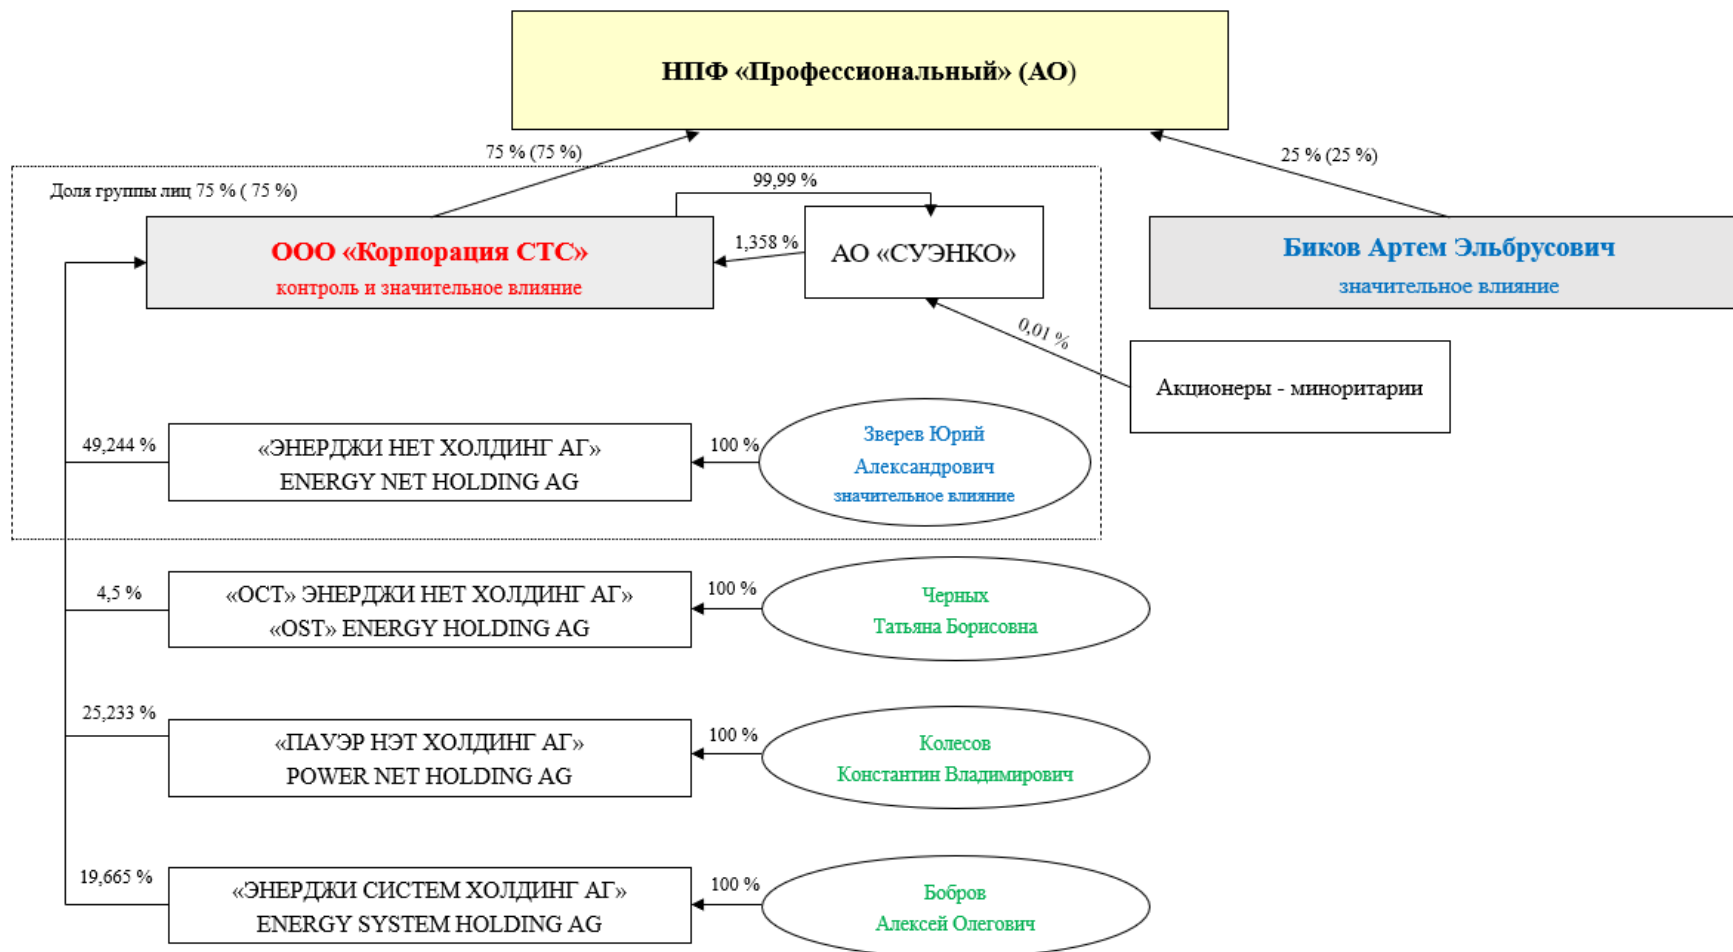 НПФ «Профессиональный» (АО)
75 % (75 %)
25 % (25 %)
Доля группы лиц 75 % ( 75 %)
99,99 %
ООО «Корпорация СТС»
контроль и значительное влияние
1,358 %
АО «СУЭНКО»
Биков Артем Эльбрусович
значительное влияние
0,01 %
Акционеры - миноритарии
49,244 %
«ЭНЕРДЖИ НЕТ ХОЛДИНГ АГ»
ENERGY NET HOLDING AG
100 %
Зверев Юрий
Александрович
значительное влияние
4,5 %
«ОСТ» ЭНЕРДЖИ НЕТ ХОЛДИНГ АГ»
«OST» ENERGY HOLDING AG
100 %
Черных
Татьяна Борисовна
25,233 %
«ПАУЭР НЭТ ХОЛДИНГ АГ»
POWER NET HOLDING AG
100 %
Колесов
Константин Владимирович
19,665 %
«ЭНЕРДЖИ СИСТЕМ ХОЛДИНГ АГ»
ENERGY SYSTEM HOLDING AG
100 %
Бобров
Алексей Олегович